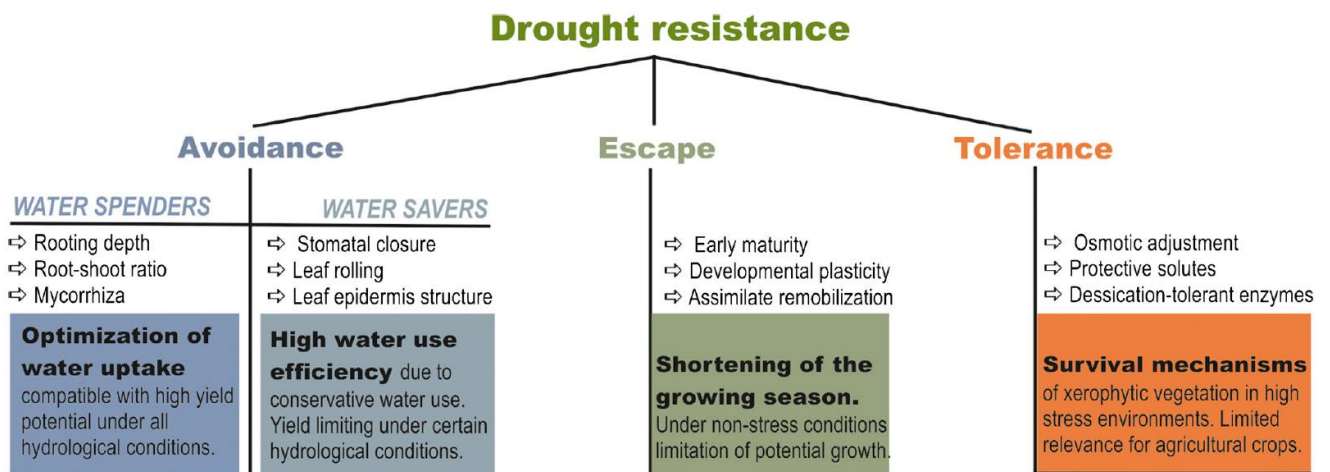 Drought resistance
Avoidance
WATER SPENDERS
⇨ Rooting depth
⇨ Root-shoot ratio
⇨ Mycorrhiza
Optimization of
water uptake
compatible with high yield
potential under all
hydrological conditions.
WATER SAVERS
⇨ Stomatal closure
⇨ Leaf rolling
⇨ Leaf epidermis structure
High water use
efficiency due to
conservative water use.
Yield limiting under certain
hydrological conditions.
Escape
⇨ Early maturity
⇨ Developmental plasticity
⇨ Assimilate remobilization
Shortening of the
growing season.
Under non-stress conditions
limitation of potential growth.
Tolerance
⇨ Osmotic adjustment
⇨ Protective solutes
⇨ Dessication-tolerant enzymes
Survival mechanisms
of xerophytic vegetation in high
stress environments. Limited
relevance for agricultural crops.